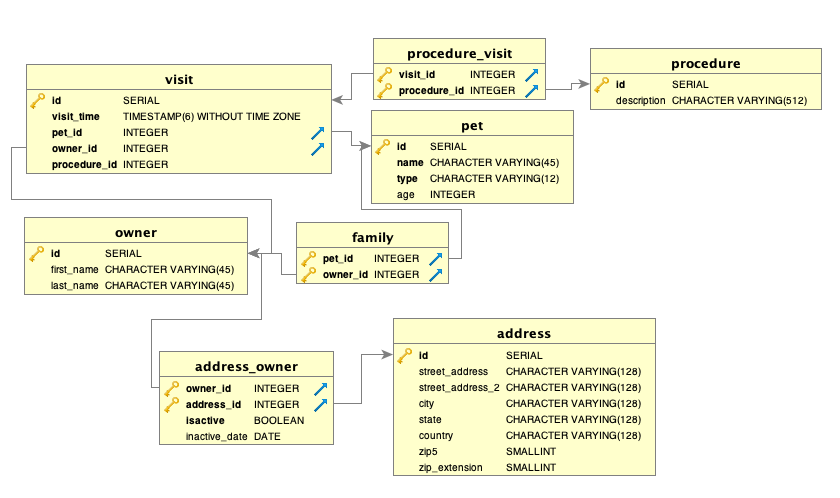 visit
id SERIAL
visit_time TIMESTAMP(6) WITHOUT TIME ZONE
pet_id INTEGER
owner_id INTEGER
procedure_id INTEGER
procedure_visit
visit_id INTEGER
procedure_id INTEGER
procedure
id SERIAL
description CHARACTER VARYING(512)
pet
id SERIAL
name CHARACTER VARYING(45)
type CHARACTER VARYING(12)
age INTEGER
owner
id SERIAL
first_name CHARACTER VARYING(45)
last_name CHARACTER VARYING(45)
family
pet_id INTEGER
owner_id INTEGER
address_owner
owner_id INTEGER
address_id INTEGER
isactive BOOLEAN
inactive_date DATE
address
id SERIAL
street_address CHARACTER VARYING(128)
street_address_2 CHARACTER VARYING(128)
city CHARACTER VARYING(128)
state CHARACTER VARYING(128)
country CHARACTER VARYING(128)
zip5 SMALLINT
zip_extension SMALLINT